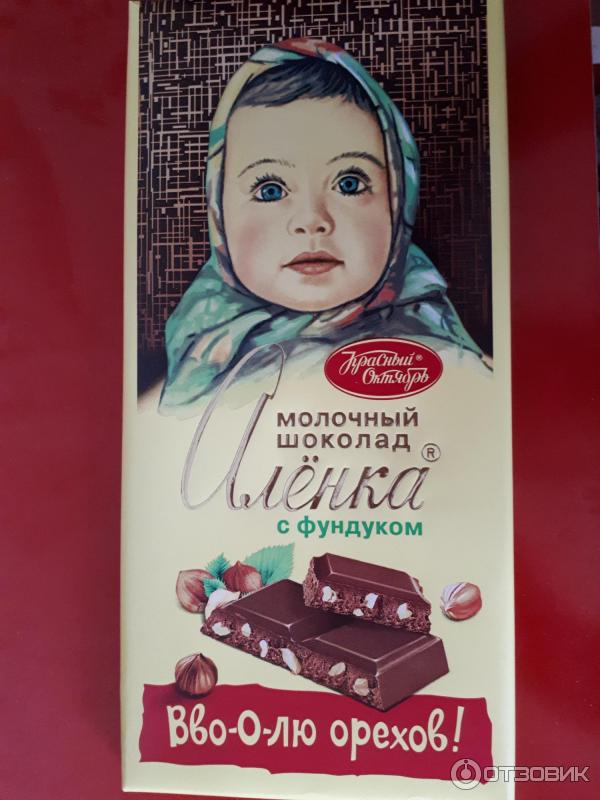 Красный®
Октябрь
МОЛОЧНЫЙ
ШОКОЛАД
Алёнка®
С ФУНДУКОМ
Вво-О-лю орехов!
ОТЗОВИК